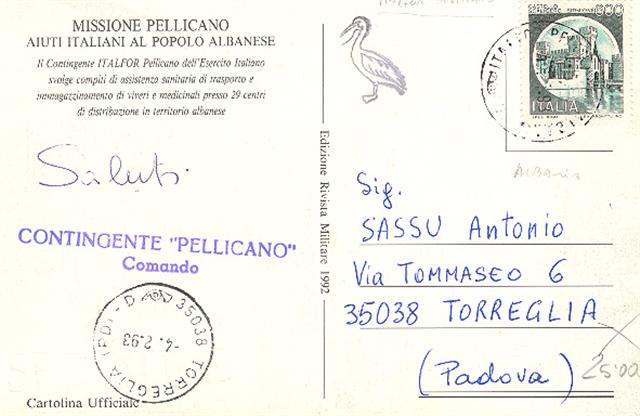 MISSIONE PELLICANO
AIUTI ITALIANI AL POPOLO ALBANESE
Il Contingente ITALFOR Pellicano dell'Esercito Italiano
svolge compiti di assistenza sanitaria di trasporto e
immagazzinamento di viveri e medicinali presso 29 centri
di distribuzione in territorio albanese
Saluti
CONTINGENTE "PELLICANO"
Comando
35038 TORREGLIA (PD) - D
-4. 2.93
Cartolina Ufficiale
Edizione Rivista Militare 1992
ITALIA
ALBANIA
Sig.
SASSU Antonio
Via TOMMASEO 6
35038 TORREGLIA
(Padova)